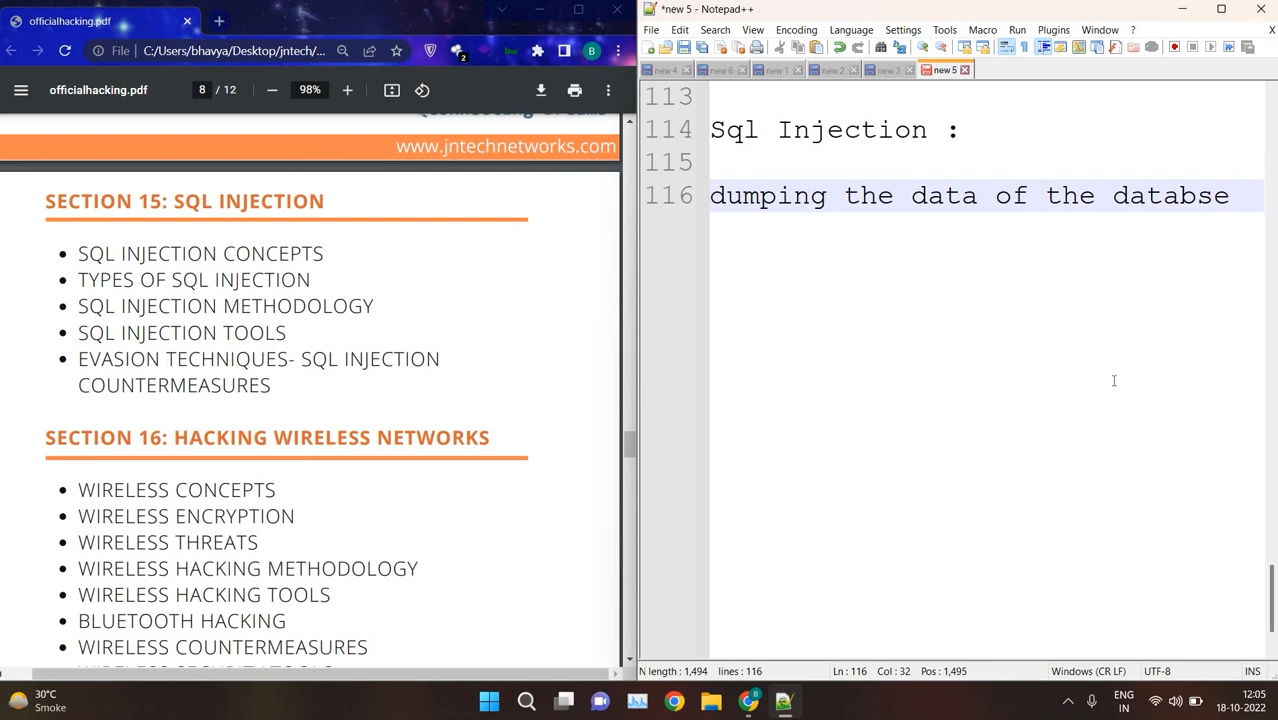 officialhacking.pdf
File C:/Users/bhavya/Desktop/jntech/...
B
2
officialhacking.pdf
8 / 12
98%
www.jntechnetworks.com
SECTION 15: SQL INJECTION
SQL INJECTION CONCEPTS
TYPES OF SQL INJECTION
SQL INJECTION METHODOLOGY
SQL INJECTION TOOLS
EVASION TECHNIQUES- SQL INJECTION
COUNTERMEASURES
SECTION 16: HACKING WIRELESS NETWORKS
WIRELESS CONCEPTS
WIRELESS ENCRYPTION
WIRELESS THREATS
WIRELESS HACKING METHODOLOGY
WIRELESS HACKING TOOLS
BLUETOOTH HACKING
WIRELESS COUNTERMEASURES
*new 5 - Notepad++
File Edit Search View Encoding Language Settings Tools Macro Run Plugins Window ? X
new 4 new 6 new 1 new 2 new 3 new 5
113
114 Sql Injection :
115
116 dumping the data of the databse
N length : 1,494 lines : 116 Ln : 116 Col : 32 Pos : 1,495 Windows (CR LF) UTF-8 INS
30°C
Smoke
ENG
IN
12:05
18-10-2022